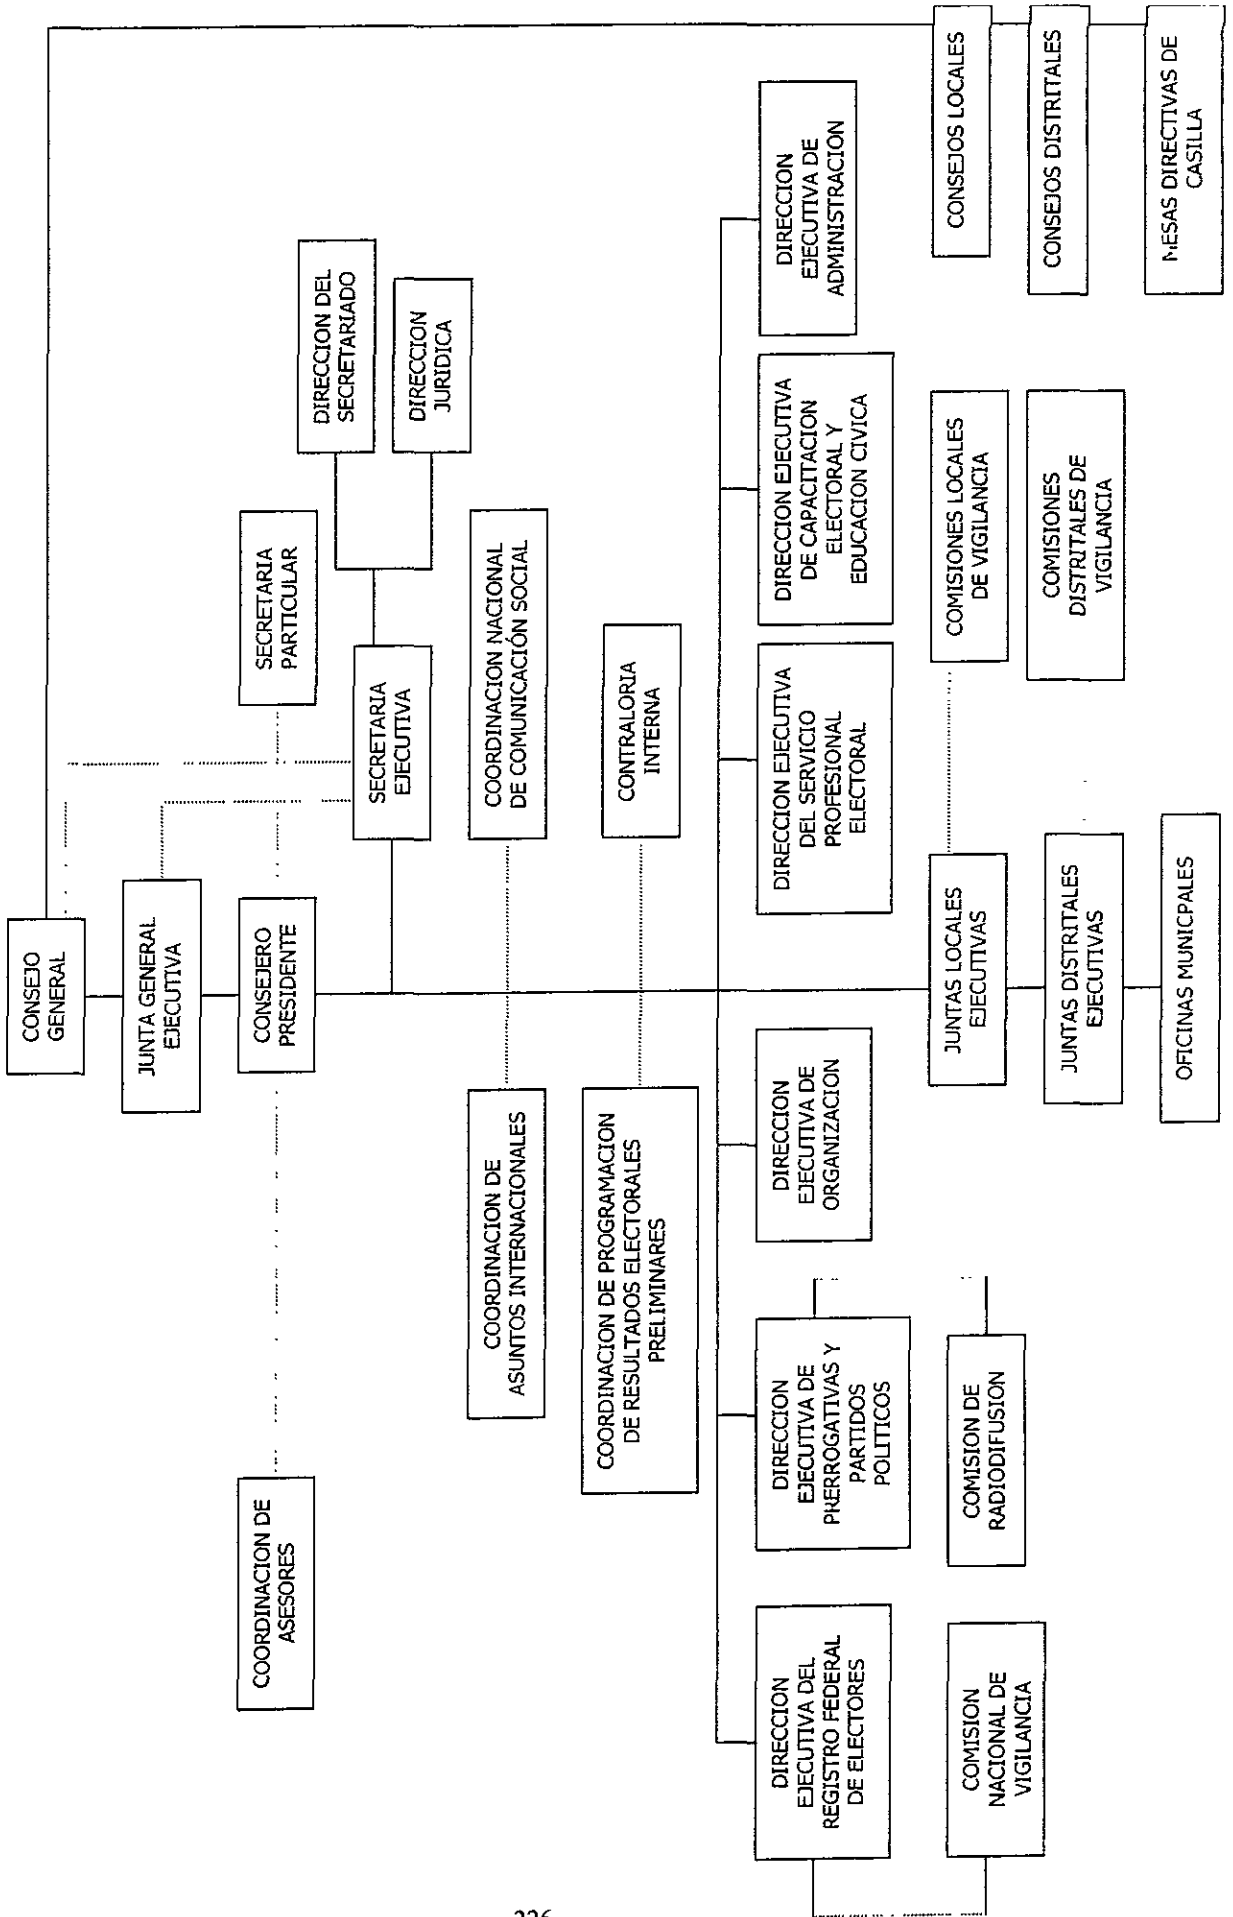 CONSEJO
GENERAL
JUNTA GENERAL
EJECUTIVA
CONSEJERO
PRESIDENTE
COORDINACION DE
ASESORES
SECRETARIA
PARTICULAR
SECRETARIA
EJECUTIVA
DIRECCION DEL
SECRETARIADO
DIRECCION
JURIDICA
COORDINACION DE
ASUNTOS INTERNACIONALES
COORDINACION NACIONAL
DE COMUNICACIÓN SOCIAL
COORDINACION DE PROGRAMACION
DE RESULTADOS ELECTORALES
PRELIMINARES
CONTRALORIA
INTERNA
DIRECCION
EJECUTIVA DEL
REGISTRO FEDERAL
DE ELECTORES
DIRECCION
EJECUTIVA DE
PRERROGATIVAS Y
PARTIDOS
POLITICOS
DIRECCION
EJECUTIVA DE
ORGANIZACION
DIRECCION EJECUTIVA
DEL SERVICIO
PROFESIONAL
ELECTORAL
DIRECCION EJECUTIVA
DE CAPACITACION
ELECTORAL Y
EDUCACION CIVICA
DIRECCION
EJECUTIVA DE
ADMINISTRACION
COMISION
NACIONAL DE
VIGILANCIA
COMISION DE
RADIODIFUSION
JUNTAS LOCALES
EJECUTIVAS
COMISIONES LOCALES
DE VIGILANCIA
CONSEJOS LOCALES
JUNTAS DISTRITALES
EJECUTIVAS
COMISIONES
DISTRITALES DE
VIGILANCIA
CONSEJOS DISTRITALES
OFICINAS MUNICPALES
MESAS DIRECTIVAS DE
CASILLA